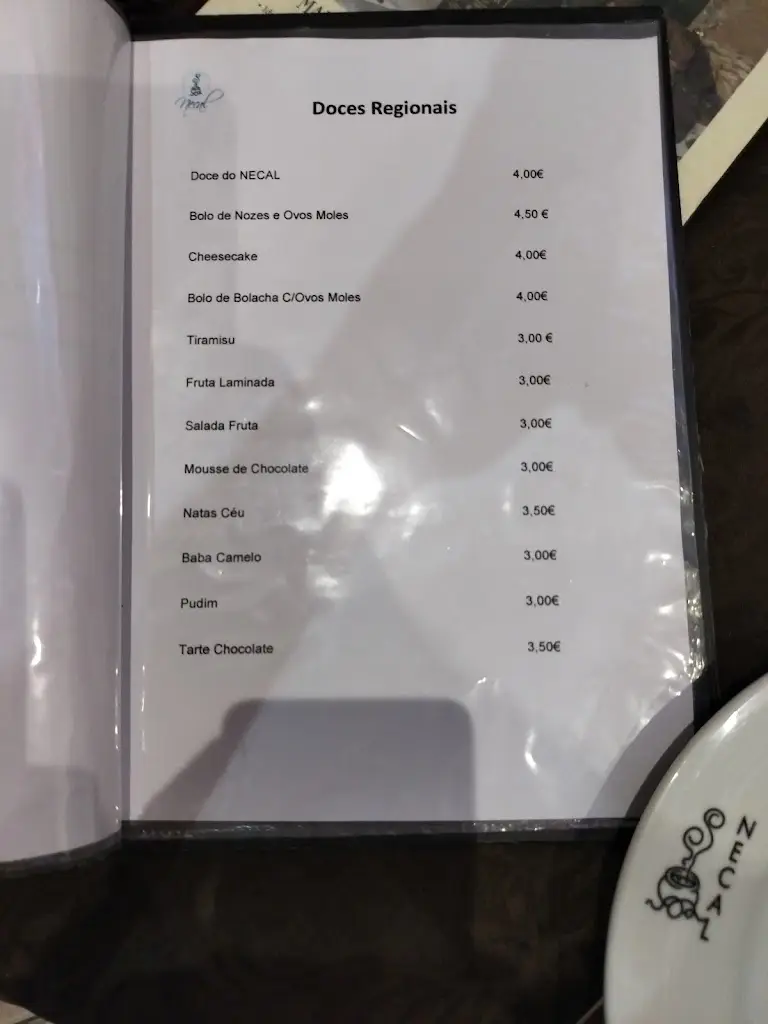 Necal
Doces Regionais
Doce do NECAL 4,00€
Bolo de Nozes e Ovos Moles 4,50 €
Cheesecake 4,00€
Bolo de Bolacha C/Ovos Moles 4,00€
Tiramisu 3,00 €
Fruta Laminada 3,00€
Salada Fruta 3,00€
Mousse de Chocolate 3,00€
Natas Céu 3,50€
Baba Camelo 3,00€
Pudim 3,00€
Tarte Chocolate 3,50€
NECAL